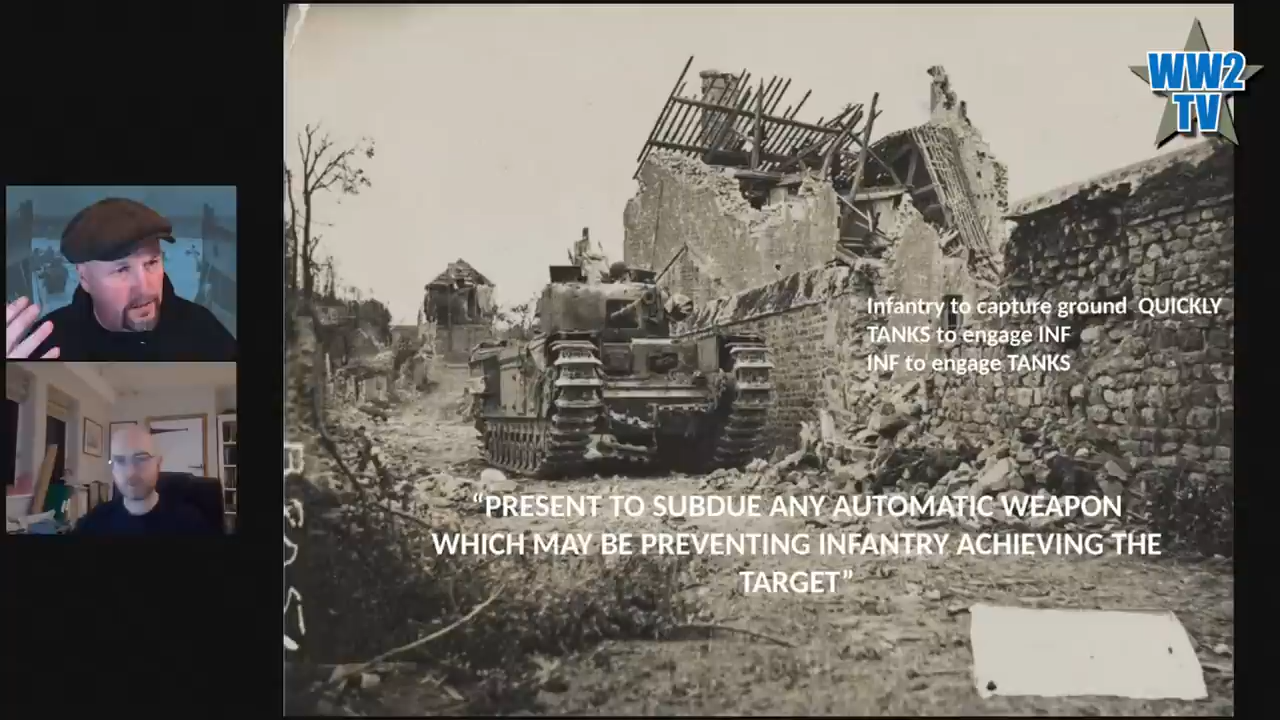 WW2
TV
Infantry to capture ground QUICKLY
TANKS to engage INF
INF to engage TANKS
“PRESENT TO SUBDUE ANY AUTOMATIC WEAPON
WHICH MAY BE PREVENTING INFANTRY ACHIEVING THE
TARGET”